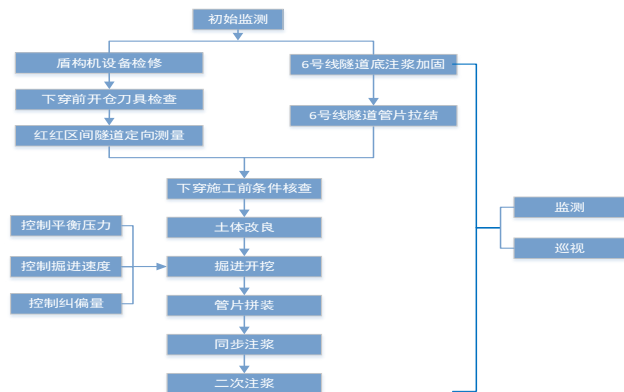 初始监测
盾构机设备检修
6号线隧道底注浆加固
下穿前开仓刀具检查
6号线隧道管片拉结
红红区间隧道定向测量
下穿施工前条件核查
土体改良
控制平衡压力
控制掘进速度
控制纠偏量
掘进开挖
管片拼装
同步注浆
二次注浆
监测
巡视